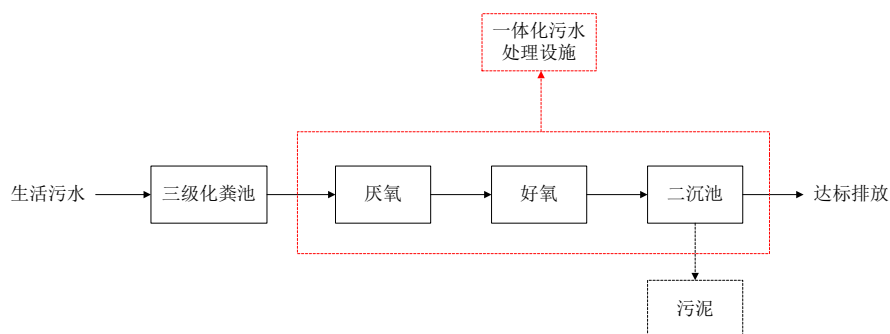 一体化污水
处理设施
生活污水
三级化粪池
厌氧
好氧
二沉池
达标排放
污泥